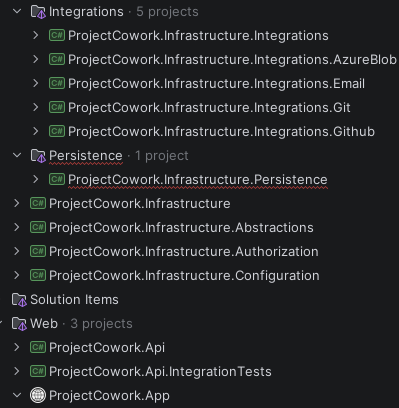 Integrations · 5 projects
C# ProjectCowork.Infrastructure.Integrations
C# ProjectCowork.Infrastructure.Integrations.AzureBlob
C# ProjectCowork.Infrastructure.Integrations.Email
C# ProjectCowork.Infrastructure.Integrations.Git
C# ProjectCowork.Infrastructure.Integrations.Github
Persistence · 1 project
C# ProjectCowork.Infrastructure.Persistence
C# ProjectCowork.Infrastructure
C# ProjectCowork.Infrastructure.Abstractions
C# ProjectCowork.Infrastructure.Authorization
C# ProjectCowork.Infrastructure.Configuration
Solution Items
Web · 3 projects
C# ProjectCowork.Api
C# ProjectCowork.Api.IntegrationTests
ProjectCowork.App